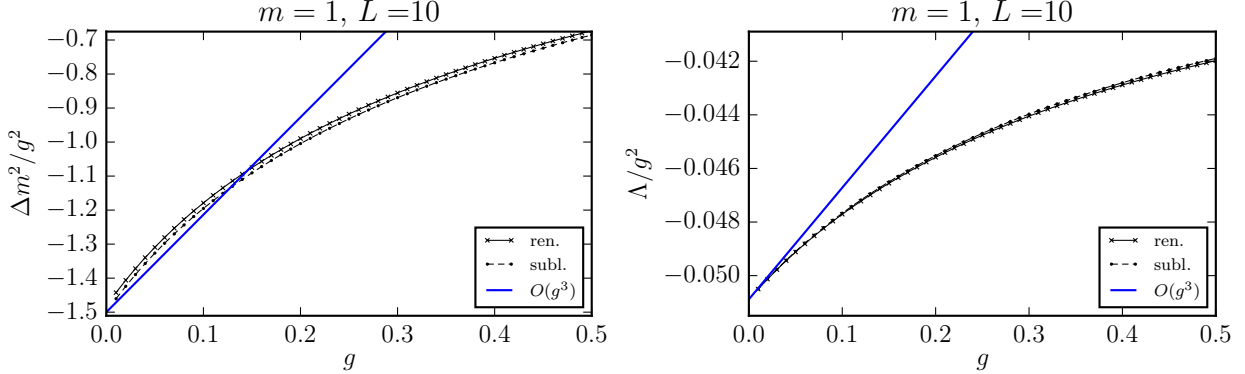 m = 1, L =10
Δm²/g²
−0.7
−0.8
−0.9
−1.0
−1.1
−1.2
−1.3
−1.4
−1.5
0.0 0.1 0.2 0.3 0.4 0.5
g
ren.
subl.
O(g³)
m = 1, L =10
Λ/g²
−0.042
−0.044
−0.046
−0.048
−0.050
0.0 0.1 0.2 0.3 0.4 0.5
g
ren.
subl.
O(g³)